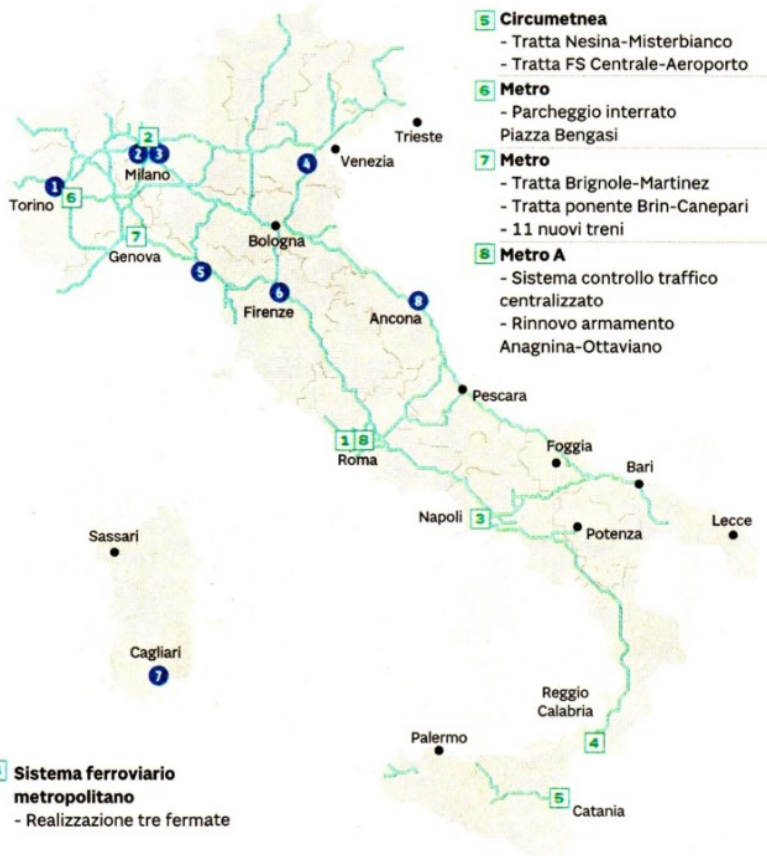 5 Circumetnea
- Tratta Nesina-Misterbianco
- Tratta FS Centrale-Aeroporto
6 Metro
- Parcheggio interrato
Piazza Bengasi
7 Metro
- Tratta Brignole-Martinez
- Tratta ponente Brin-Canepari
- 11 nuovi treni
8 Metro A
- Sistema controllo traffico
centralizzato
- Rinnovo armamento
Anagnina-Ottaviano
Trieste
2
2 3
4
Venezia
Milano
1
6
Torino
7
Genova
Bologna
5
6
Firenze
8
Ancona
Pescara
1 8
Roma
Foggia
Bari
Napoli 3
Potenza
Lecce
Sassari
Cagliari
7
Reggio
Calabria
4
Palermo
5
Catania
Sistema ferroviario
metropolitano
- Realizzazione tre fermate